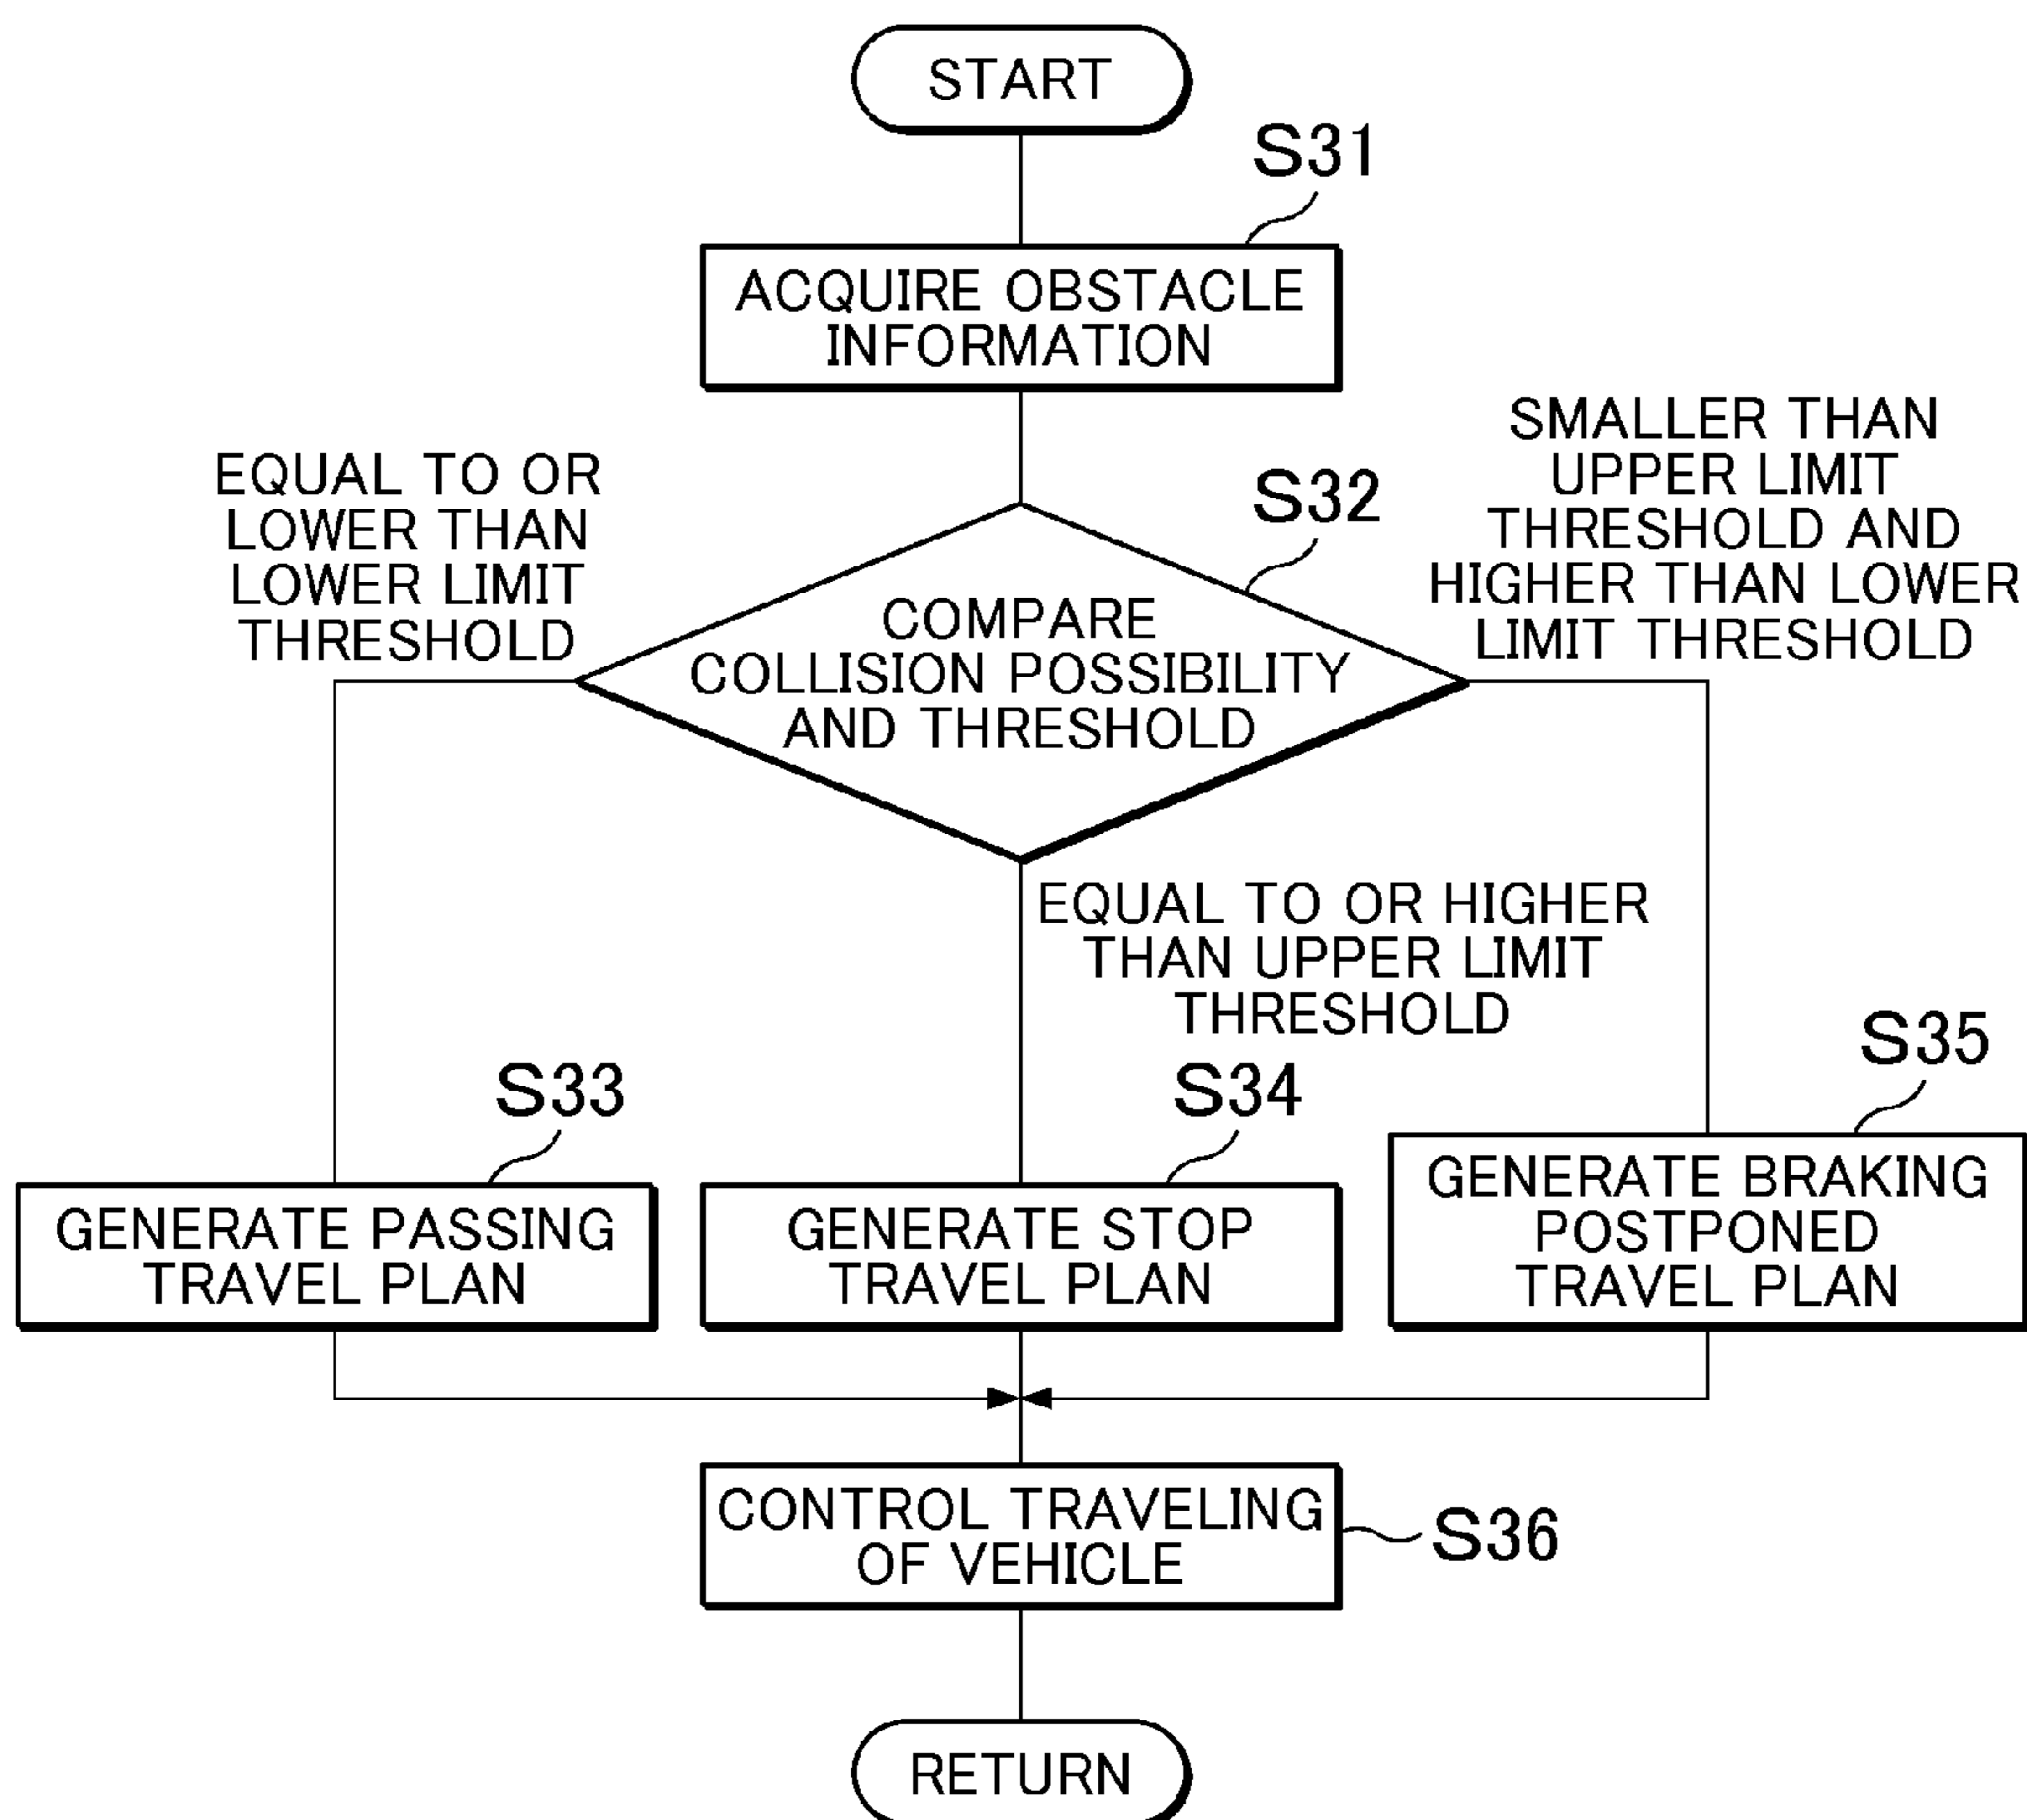 START
S31
ACQUIRE OBSTACLE
INFORMATION
EQUAL TO OR
LOWER THAN
LOWER LIMIT
THRESHOLD
S32
SMALLER THAN
UPPER LIMIT
THRESHOLD AND
HIGHER THAN LOWER
LIMIT THRESHOLD
COMPARE
COLLISION POSSIBILITY
AND THRESHOLD
EQUAL TO OR HIGHER
THAN UPPER LIMIT
THRESHOLD
S33
GENERATE PASSING
TRAVEL PLAN
S34
GENERATE STOP
TRAVEL PLAN
S35
GENERATE BRAKING
POSTPONED
TRAVEL PLAN
CONTROL TRAVELING
OF VEHICLE
S36
RETURN